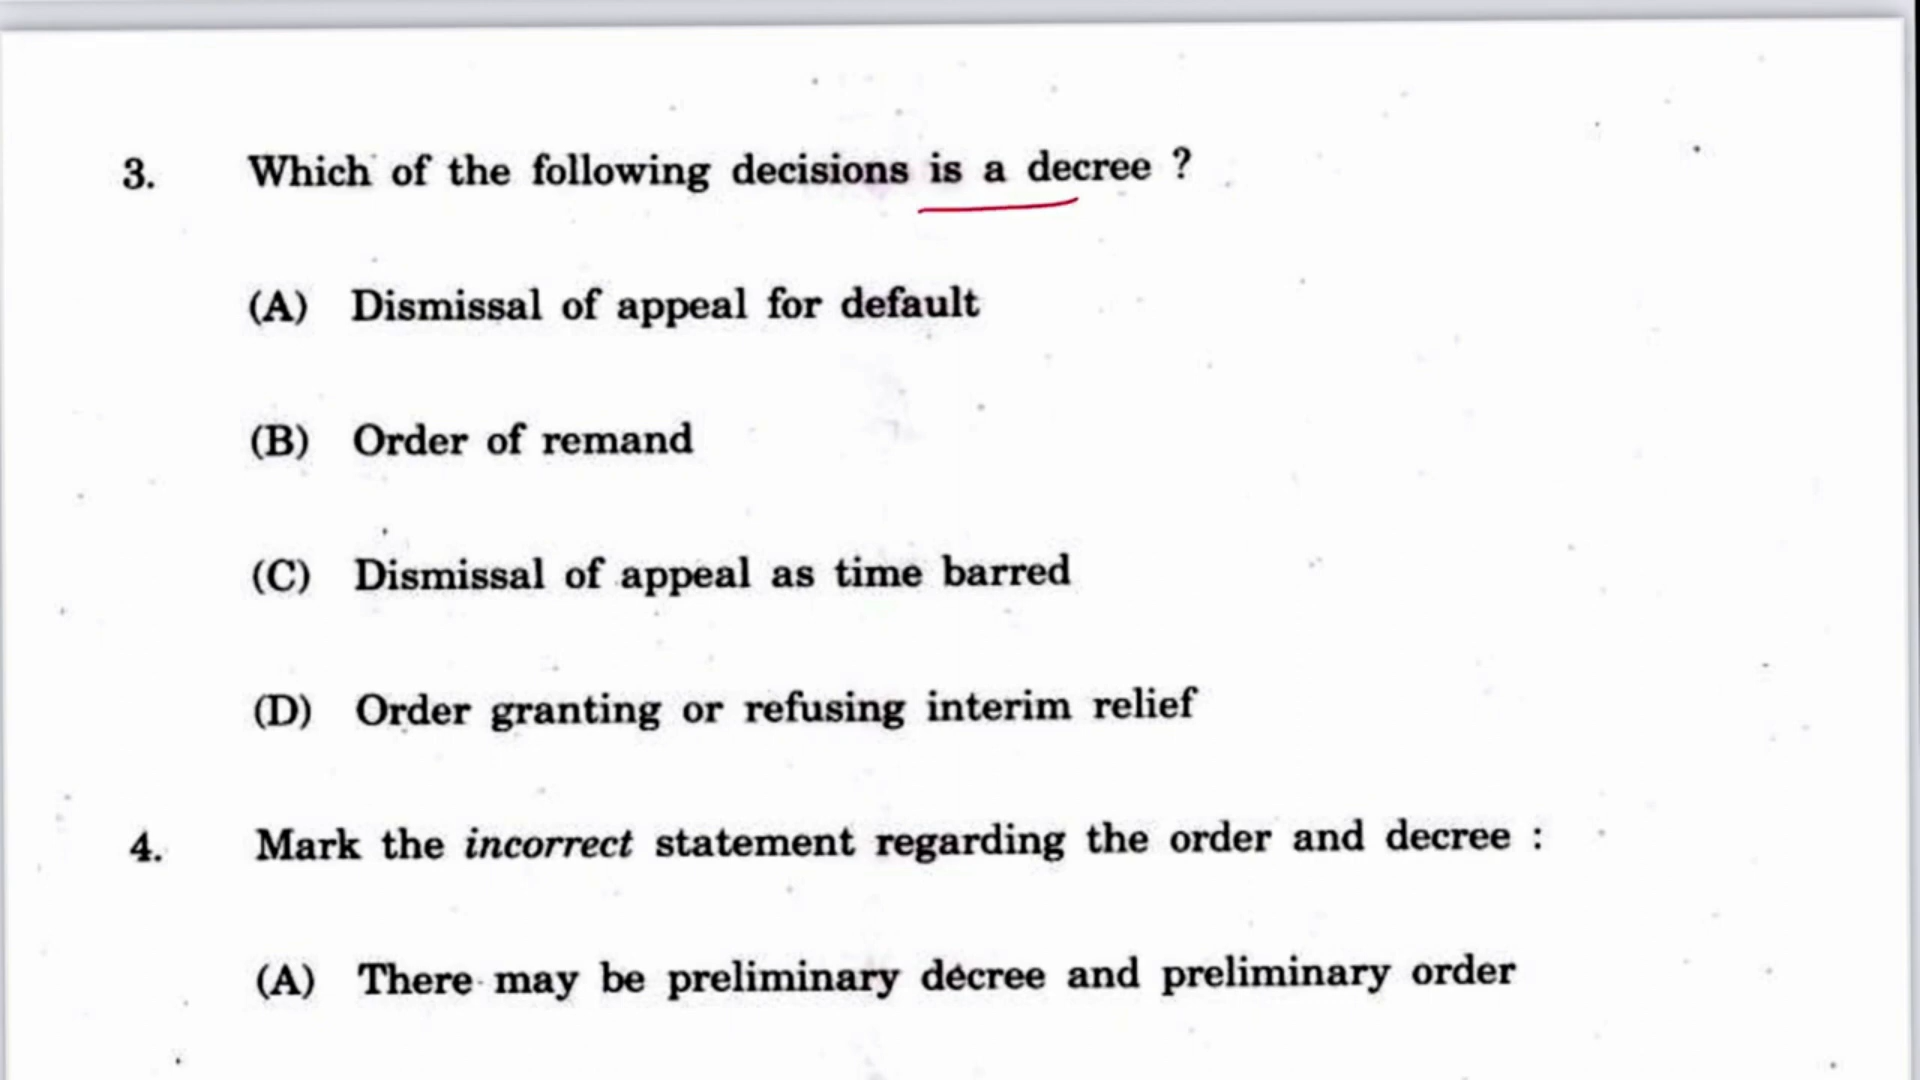 3. Which of the following decisions is a decree ?
(A) Dismissal of appeal for default
(B) Order of remand
(C) Dismissal of appeal as time barred
(D) Order granting or refusing interim relief
4. Mark the incorrect statement regarding the order and decree :
(A) There may be preliminary decree and preliminary order